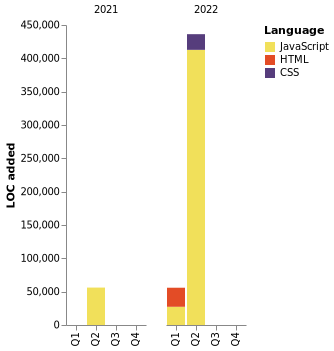 2021 2022
Language
JavaScript
HTML
CSS
LOC added
450,000
400,000
350,000
300,000
250,000
200,000
150,000
100,000
50,000
0
Q1 Q2 Q3 Q4 Q1 Q2 Q3 Q4